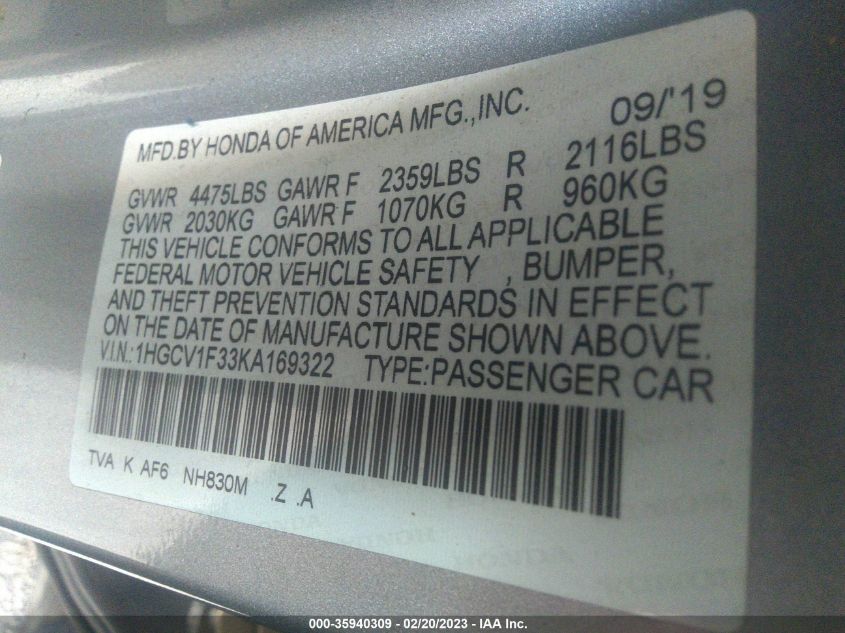 MFD.BY HONDA OF AMERICA MFG.,INC. 09/'19
GVWR 4475LBS GAWR F 2359LBS R 2116LBS
GVWR 2030KG GAWR F 1070KG R 960KG
THIS VEHICLE CONFORMS TO ALL APPLICABLE
FEDERAL MOTOR VEHICLE SAFETY , BUMPER,
AND THEFT PREVENTION STANDARDS IN EFFECT
ON THE DATE OF MANUFACTURE SHOWN ABOVE.
V.I.N.:1HGCV1F33KA169322 TYPE:PASSENGER CAR
TVA K AF6 NH830M .Z .A
HONDA
HONDA
000-35940309 - 02/20/2023 - IAA Inc.